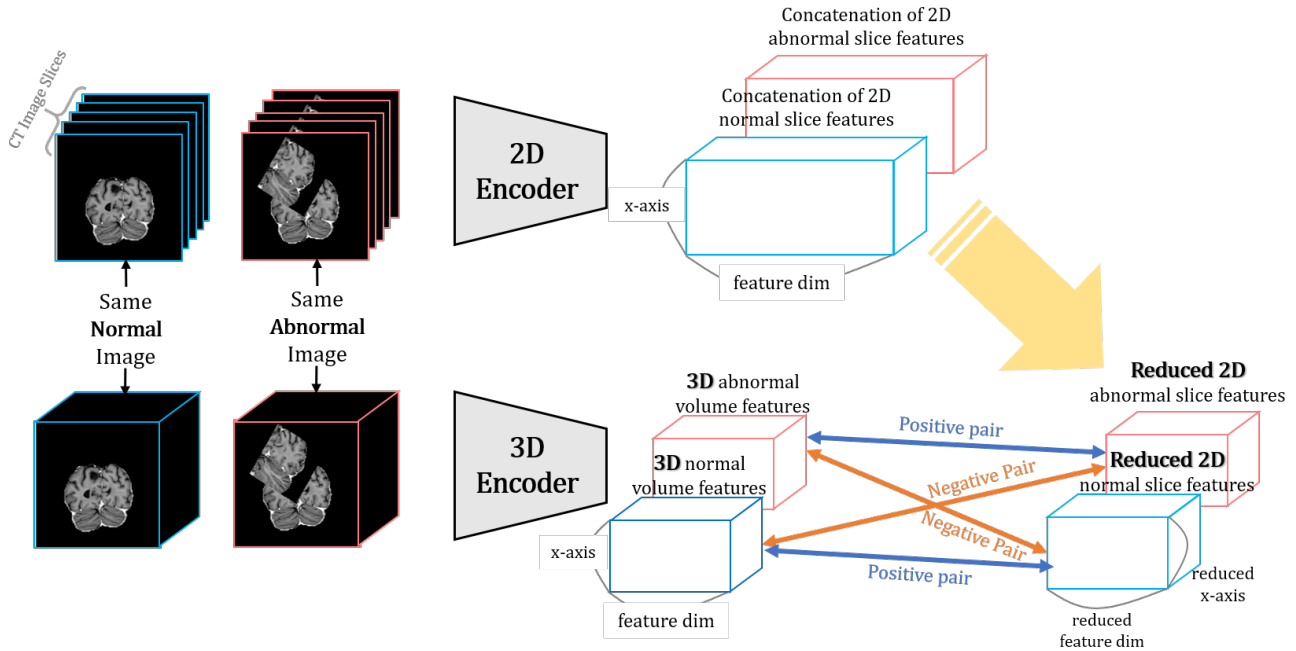 Concatenation of 2D
abnormal slice features
CT Image Slices
Concatenation of 2D
normal slice features
2D
Encoder
x-axis
feature dim
Same
Normal
Image
Same
Abnormal
Image
3D abnormal
volume features
Reduced 2D
abnormal slice features
3D
Encoder
3D normal
volume features
Positive pair
Negative Pair
Negative Pair
Positive pair
Reduced 2D
normal slice features
x-axis
feature dim
reduced
x-axis
reduced
feature dim